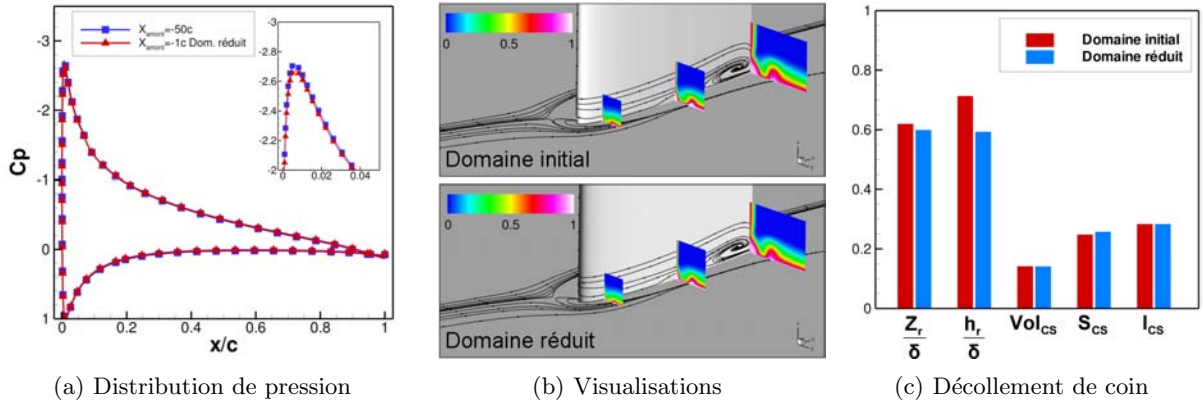 -3
-2
-1
0
1
Cp
X_amont=-50c
X_amont=-1c Dom. réduit
-3
-2.8
-2.6
-2.4
-2.2
-2
0 0.02 0.04
0 0.2 0.4 0.6 0.8 1
x/c
(a) Distribution de pression
0 0.5 1
Domaine initial
0 0.5 1
Domaine réduit
(b) Visualisations
1
0.8
0.6
0.4
0.2
0
Domaine initial
Domaine réduit
Z_r/δ h_r/δ Vol_CS S_CS I_CS
(c) Décollement de coin